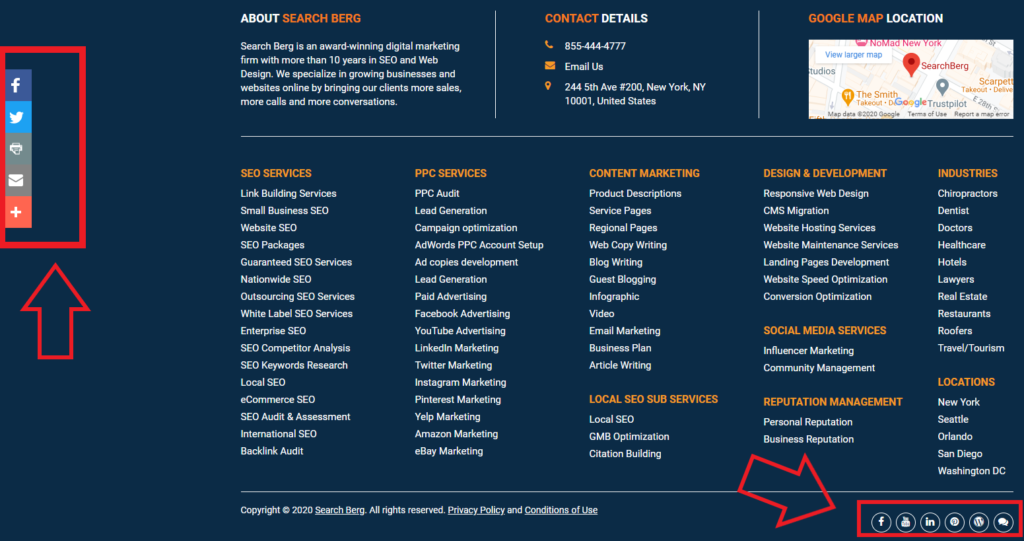 ABOUT SEARCH BERG
Search Berg is an award-winning digital marketing
firm with more than 10 years in SEO and Web
Design. We specialize in growing businesses and
websites online by bringing our clients more sales,
more calls and more conversations.
CONTACT DETAILS
855-444-4777
Email Us
244 5th Ave #200, New York, NY
10001, United States
GOOGLE MAP LOCATION
NoMad New York
View larger map
SearchBerg
Studios
Scarpett
Takeout • Delive
The Smith
Takeout • Delivery
Google
Trustpilot
E 28th S
Map data ©2020 Google
Terms of Use
Report a map error
SEO SERVICES
Link Building Services
Small Business SEO
Website SEO
SEO Packages
Guaranteed SEO Services
Nationwide SEO
Outsourcing SEO Services
White Label SEO Services
Enterprise SEO
SEO Competitor Analysis
SEO Keywords Research
Local SEO
eCommerce SEO
SEO Audit & Assessment
International SEO
Backlink Audit
PPC SERVICES
PPC Audit
Lead Generation
Campaign optimization
AdWords PPC Account Setup
Ad copies development
Lead Generation
Paid Advertising
Facebook Advertising
YouTube Advertising
LinkedIn Marketing
Twitter Marketing
Instagram Marketing
Pinterest Marketing
Yelp Marketing
Amazon Marketing
eBay Marketing
CONTENT MARKETING
Product Descriptions
Service Pages
Regional Pages
Web Copy Writing
Blog Writing
Guest Blogging
Infographic
Video
Email Marketing
Business Plan
Article Writing
LOCAL SEO SUB SERVICES
Local SEO
GMB Optimization
Citation Building
DESIGN & DEVELOPMENT
Responsive Web Design
CMS Migration
Website Hosting Services
Website Maintenance Services
Landing Pages Development
Website Speed Optimization
Conversion Optimization
SOCIAL MEDIA SERVICES
Influencer Marketing
Community Management
REPUTATION MANAGEMENT
Personal Reputation
Business Reputation
INDUSTRIES
Chiropractors
Dentist
Doctors
Healthcare
Hotels
Lawyers
Real Estate
Restaurants
Roofers
Travel/Tourism
LOCATIONS
New York
Seattle
Orlando
San Diego
Washington DC
Copyright © 2020 Search Berg. All rights reserved. Privacy Policy and Conditions of Use